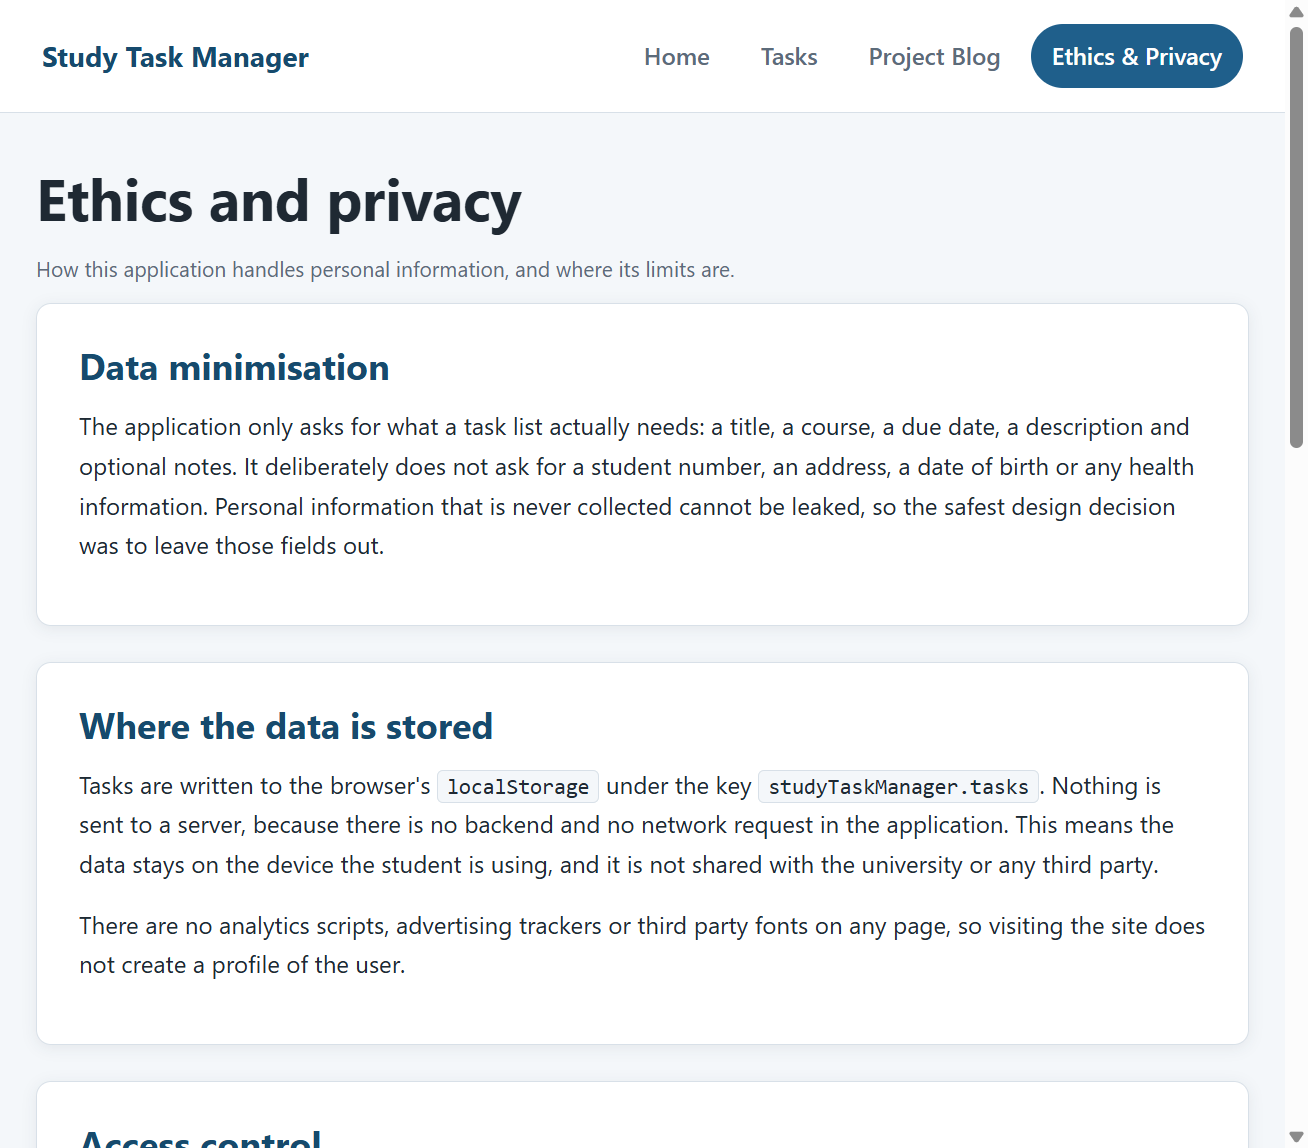 Study Task Manager
Home
Tasks
Project Blog
Ethics & Privacy
Ethics and privacy
How this application handles personal information, and where its limits are.
Data minimisation
The application only asks for what a task list actually needs: a title, a course, a due date, a description and
optional notes. It deliberately does not ask for a student number, an address, a date of birth or any health
information. Personal information that is never collected cannot be leaked, so the safest design decision
was to leave those fields out.
Where the data is stored
Tasks are written to the browser's localStorage under the key studyTaskManager.tasks. Nothing is
sent to a server, because there is no backend and no network request in the application. This means the
data stays on the device the student is using, and it is not shared with the university or any third party.
There are no analytics scripts, advertising trackers or third party fonts on any page, so visiting the site does
not create a profile of the user.
Access control